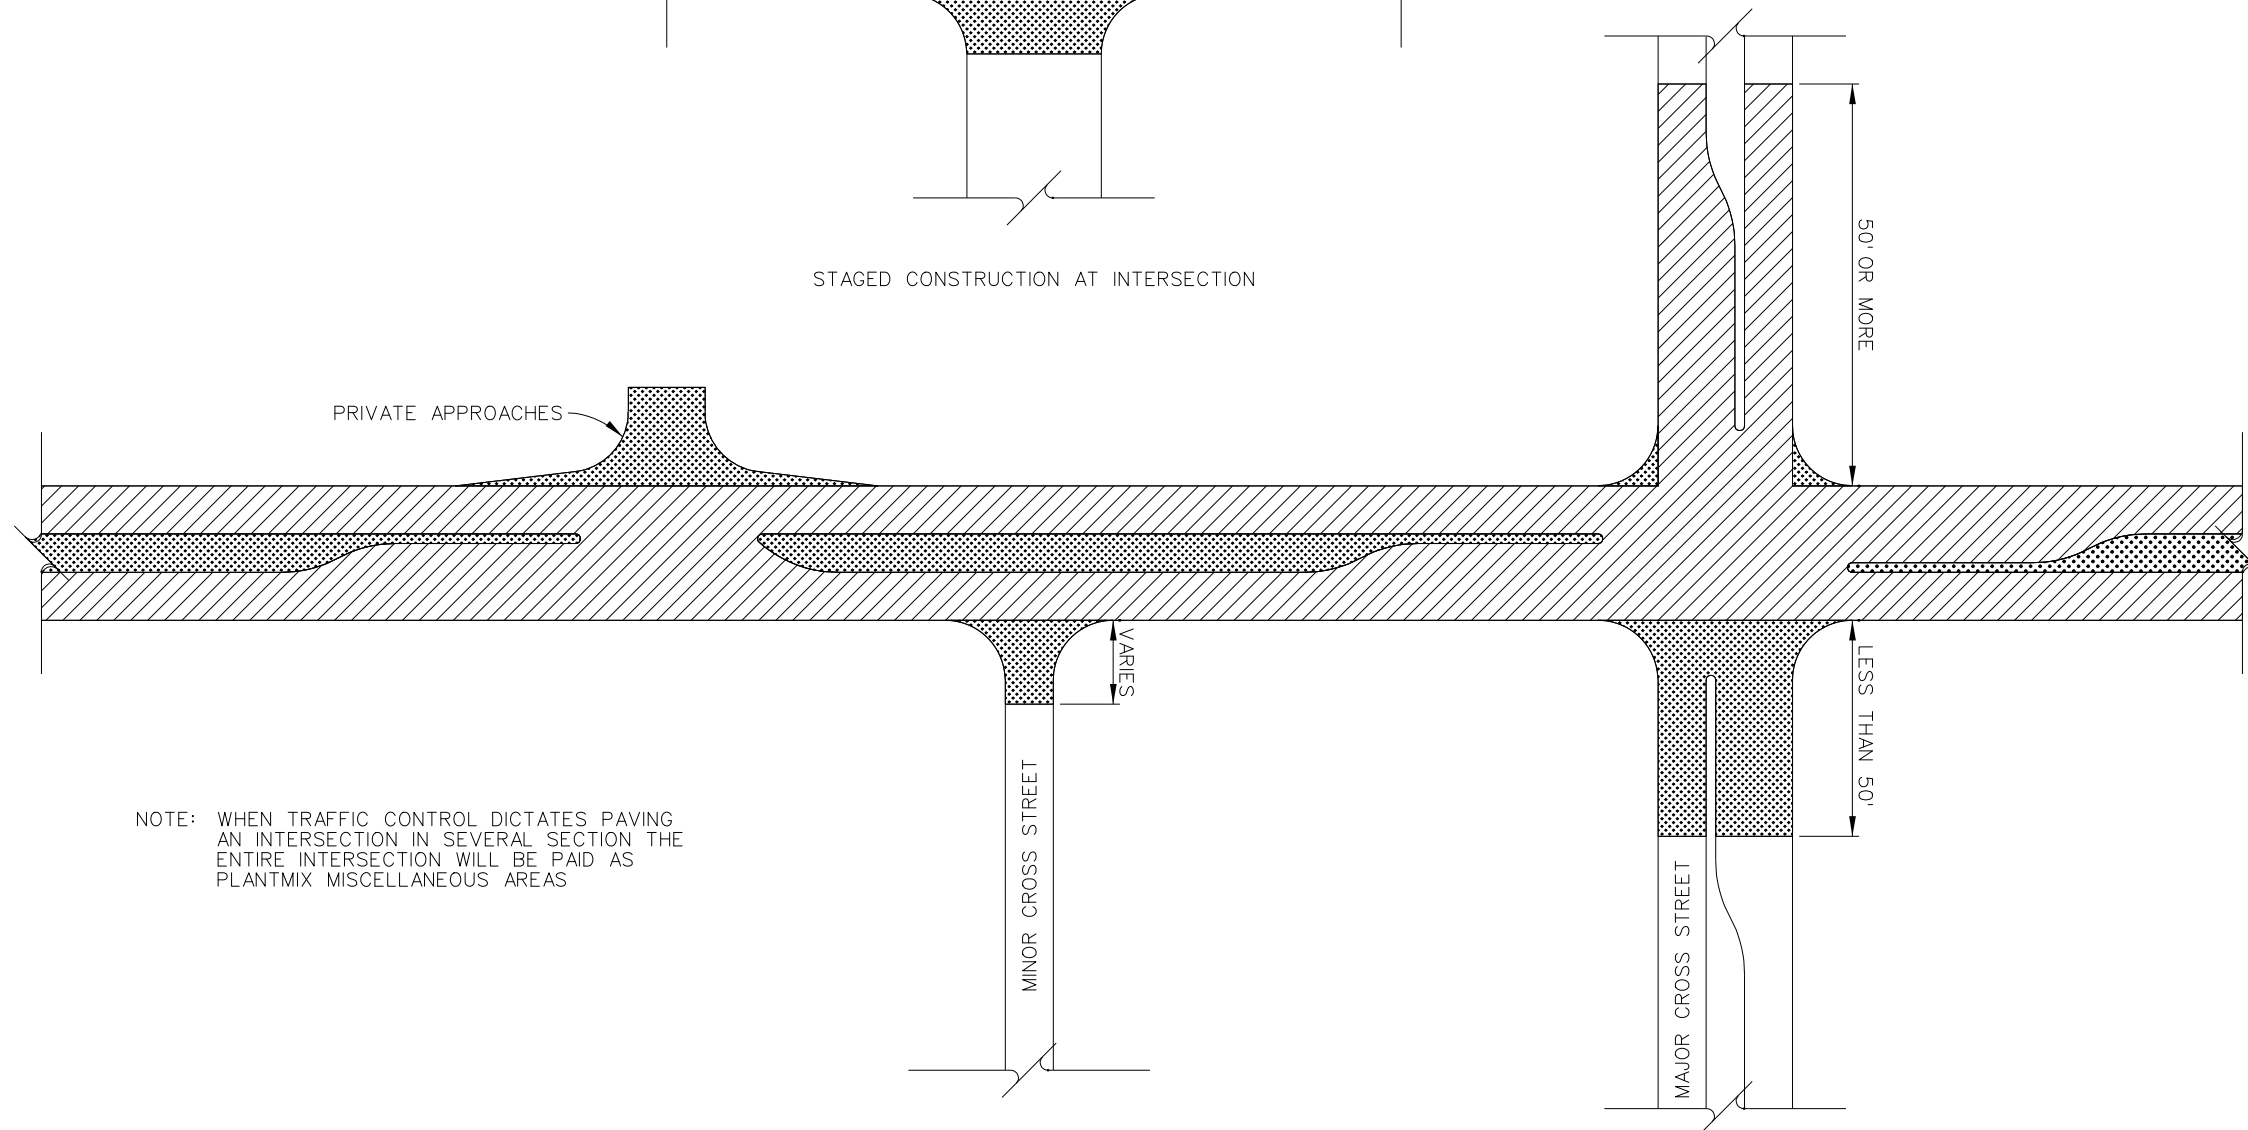 STAGED CONSTRUCTION AT INTERSECTION
50' OR MORE
PRIVATE APPROACHES
VARIES
LESS THAN 50'
MINOR CROSS STREET
MAJOR CROSS STREET
NOTE: WHEN TRAFFIC CONTROL DICTATES PAVING
AN INTERSECTION IN SEVERAL SECTION THE
ENTIRE INTERSECTION WILL BE PAID AS
PLANTMIX MISCELLANEOUS AREAS